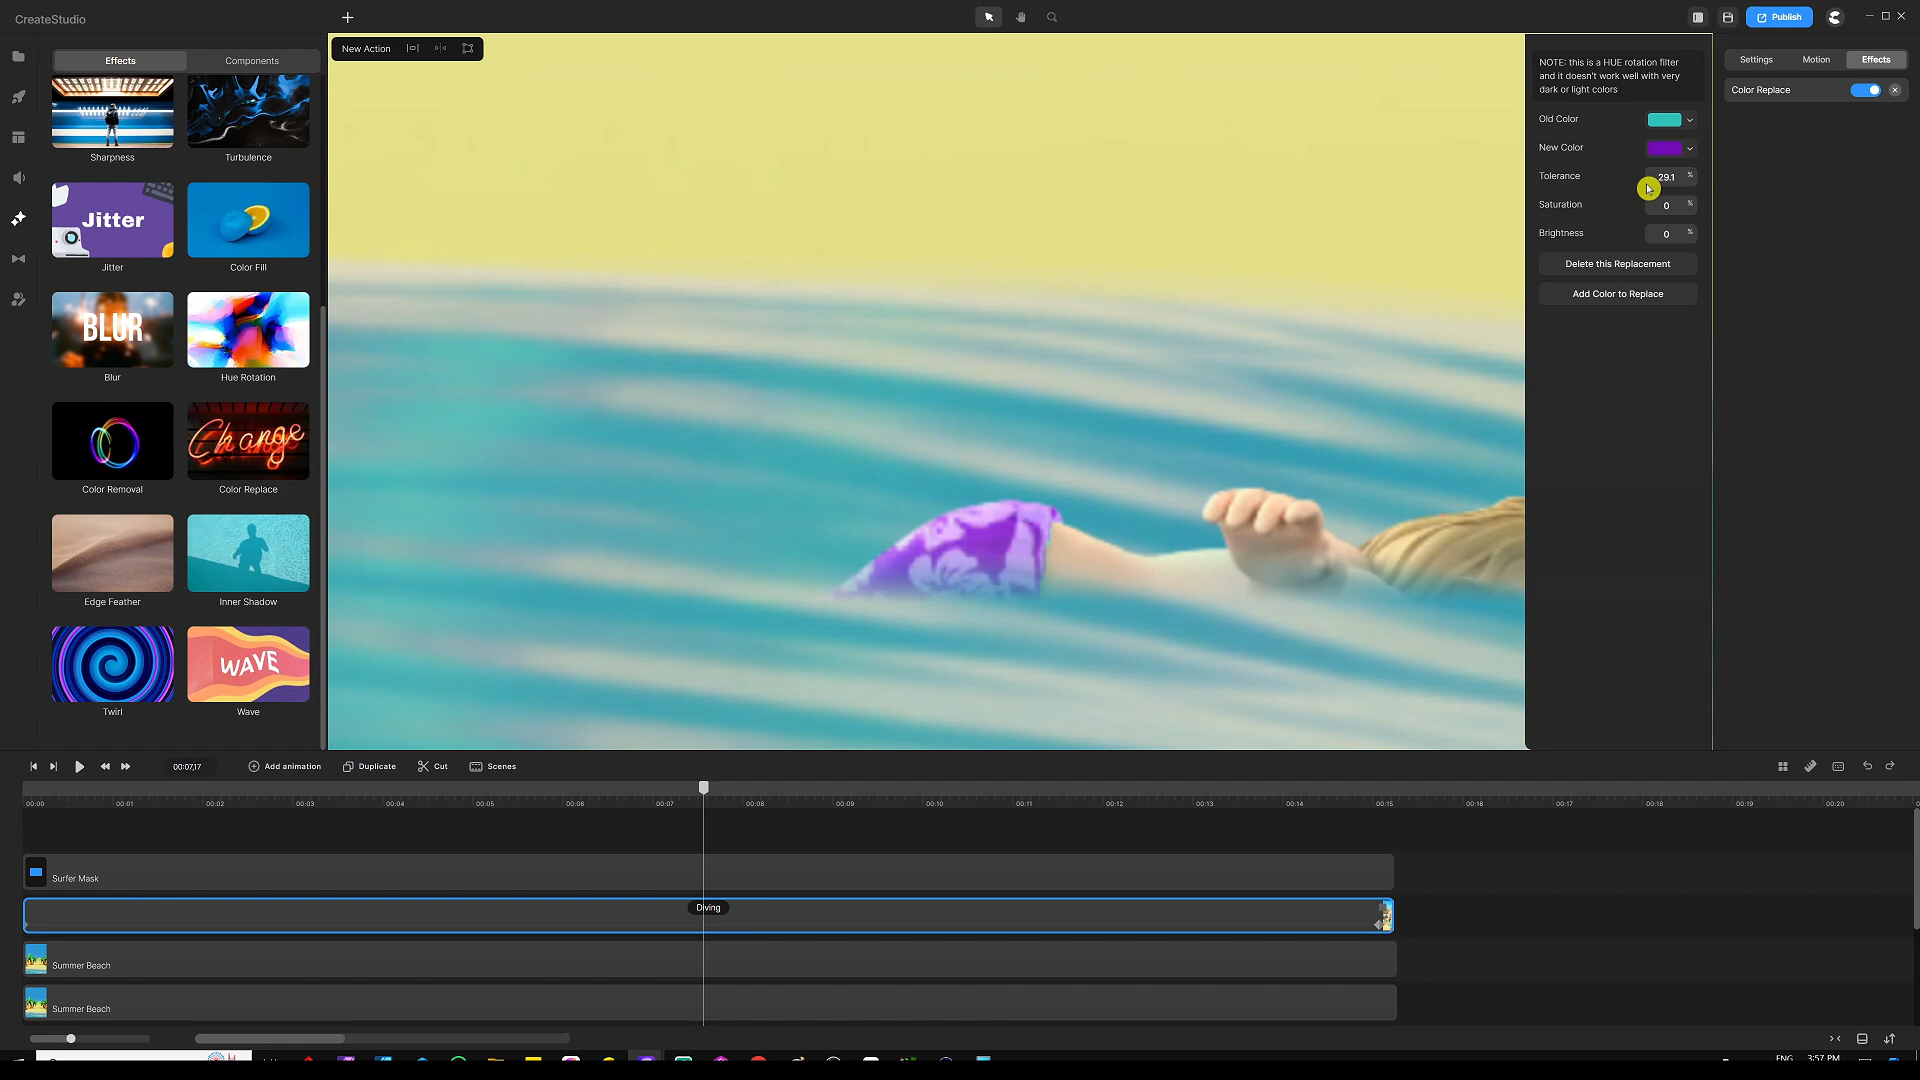 CreateStudio
Publish
Effects
Components
New Action
Sharpness
Turbulence
Jitter
Jitter
Color Fill
BLUR
Blur
Hue Rotation
Change
Color Removal
Color Replace
Edge Feather
Inner Shadow
WAVE
Twirl
Wave
NOTE: this is a HUE rotation filter
and it doesn't work well with very
dark or light colors
Old Color
New Color
Tolerance
29.1 %
Saturation
0 %
Brightness
0 %
Delete this Replacement
Add Color to Replace
Settings
Motion
Effects
Color Replace
00:07,17
Add animation
Duplicate
Cut
Scenes
00:00
00:01
00:02
00:03
00:04
00:05
00:06
00:07
00:08
00:09
00:10
00:11
00:12
00:13
00:14
00:15
00:16
00:17
00:18
00:19
00:20
Surfer Mask
Diving
Summer Beach
Summer Beach
ENG
3:57 PM